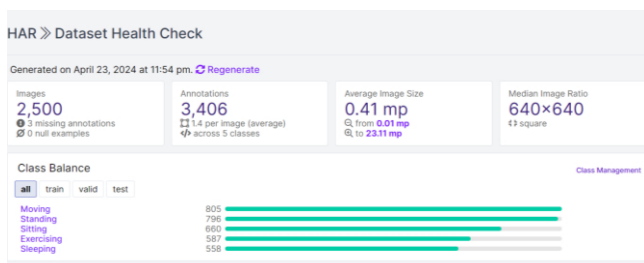 HAR » Dataset Health Check
Generated on April 23, 2024 at 11:54 pm. Regenerate
Images
2,500
3 missing annotations
0 null examples
Annotations
3,406
1.4 per image (average)
across 5 classes
Average Image Size
0.41 mp
from 0.01 mp
to 23.11 mp
Median Image Ratio
640×640
square
Class Balance
Class Management
all train valid test
Moving 805
Standing 796
Sitting 660
Exercising 587
Sleeping 558